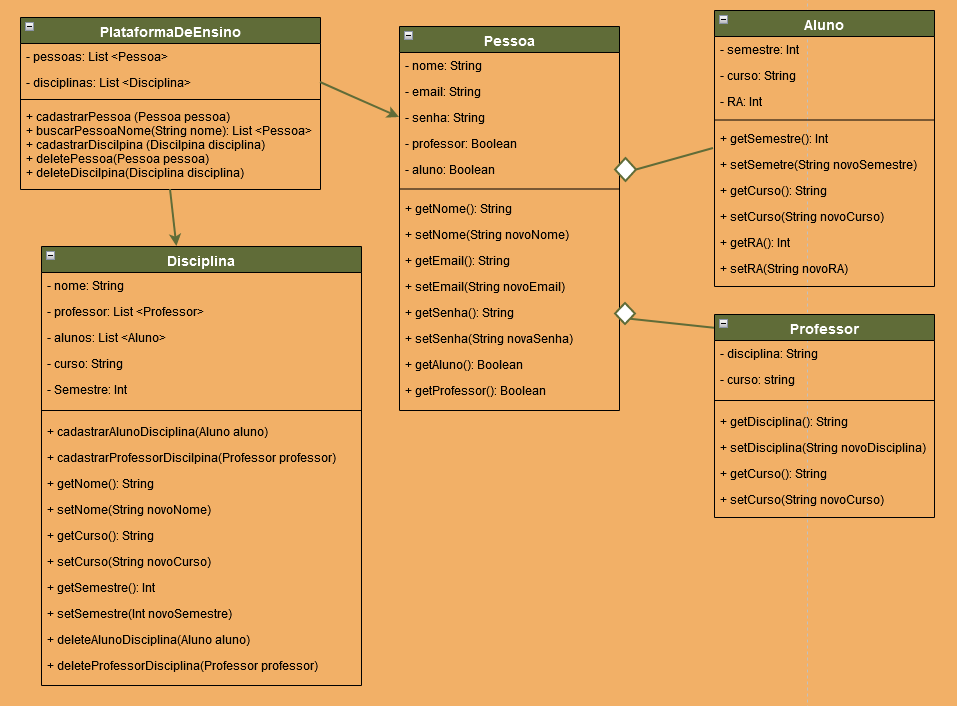 PlataformaDeEnsino
- pessoas: List <Pessoa>
- disciplinas: List <Disciplina>
+ cadastrarPessoa (Pessoa pessoa)
+ buscarPessoaNome(String nome): List <Pessoa>
+ cadastrarDiscilpina (Discilpina disciplina)
+ deletePessoa(Pessoa pessoa)
+ deleteDiscilpina(Disciplina disciplina)
Pessoa
- nome: String
- email: String
- senha: String
- professor: Boolean
- aluno: Boolean
+ getNome(): String
+ setNome(String novoNome)
+ getEmail(): String
+ setEmail(String novoEmail)
+ getSenha(): String
+ setSenha(String novaSenha)
+ getAluno(): Boolean
+ getProfessor(): Boolean
Aluno
- semestre: Int
- curso: String
- RA: Int
+ getSemestre(): Int
+ setSemetre(String novoSemestre)
+ getCurso(): String
+ setCurso(String novoCurso)
+ getRA(): Int
+ setRA(String novoRA)
Disciplina
- nome: String
- professor: List <Professor>
- alunos: List <Aluno>
- curso: String
- Semestre: Int
+ cadastrarAlunoDisciplina(Aluno aluno)
+ cadastrarProfessorDiscilpina(Professor professor)
+ getNome(): String
+ setNome(String novoNome)
+ getCurso(): String
+ setCurso(String novoCurso)
+ getSemestre(): Int
+ setSemestre(Int novoSemestre)
+ deleteAlunoDisciplina(Aluno aluno)
+ deleteProfessorDisciplina(Professor professor)
Professor
- disciplina: String
- curso: string
+ getDisciplina(): String
+ setDisciplina(String novoDisciplina)
+ getCurso(): String
+ setCurso(String novoCurso)